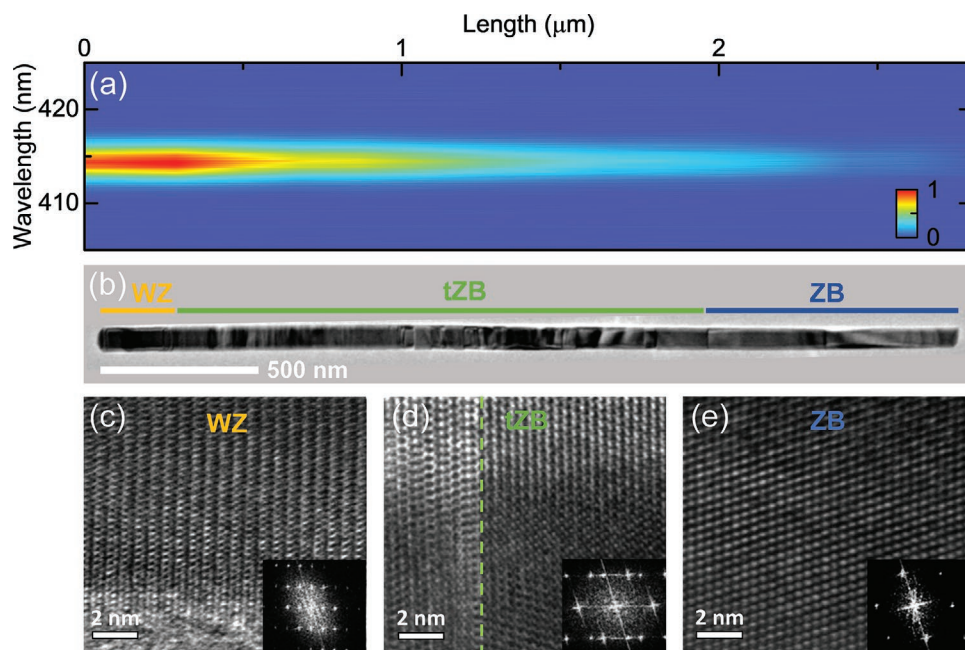 Length (μm)
0 1 2
(a)
Wavelength (nm)
420
410
1
0
(b)
WZ tZB ZB
500 nm
(c) WZ
2 nm
(d) tZB
2 nm
(e) ZB
2 nm